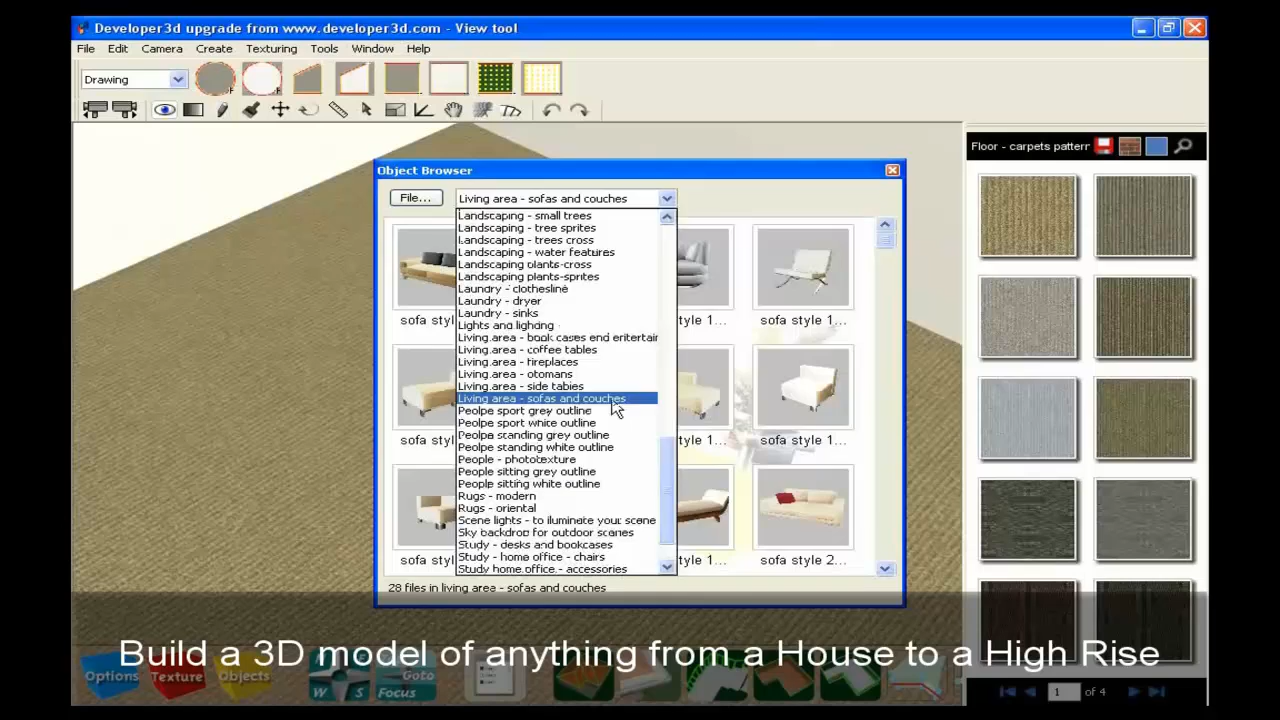 Developer3d upgrade from www.developer3d.com - View tool
File Edit Camera Create Texturing Tools Window Help
Drawing
Floor - carpets pattern
Object Browser
File...
Living area - sofas and couches
Landscaping - small trees
Landscaping - tree sprites
Landscaping - trees cross
Landscaping - water features
Landscaping plants-cross
Landscaping plants-sprites
Laundry - clothesline
Laundry - dryer
Laundry - sinks
Lights and lighting
Living area - book cases end entertair
Living area - coffee tables
Living area - fireplaces
Living area - otomans
Living area - side tables
Living area - sofas and couches
Peolpe sport grey outline
Peolpe sport white outline
Peolpe standing grey outline
Peolpe standing white outline
People - phototexture
People sitting grey outline
People sitting white outline
Rugs - modern
Rugs - oriental
Scene lights - to iluminate your scene
Sky backdrop for outdoor scenes
Study - desks and bookcases
Study - home office - chairs
Study home office - accessories
sofa styl tyle 1... sofa style 1...
sofa styl tyle 1... sofa style 1...
sofa styl tyle 1... sofa style 2...
28 files in living area - sofas and couches
Build a 3D model of anything from a House to a High Rise
Options Texture Objects W S Goto Focus
1 of 4